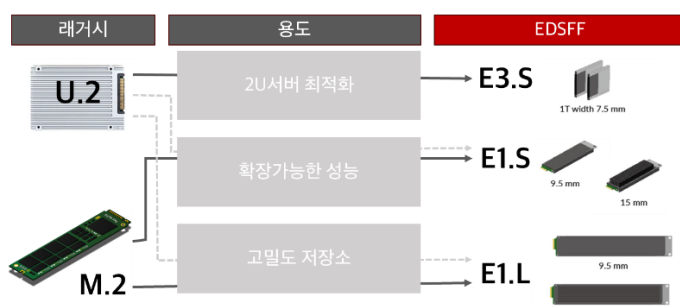 래거시
용도
EDSFF
U.2
2U서버 최적화
E3.S
1T width 7.5 mm
확장가능한 성능
E1.S
9.5 mm
15 mm
고밀도 저장소
M.2
E1.L
9.5 mm